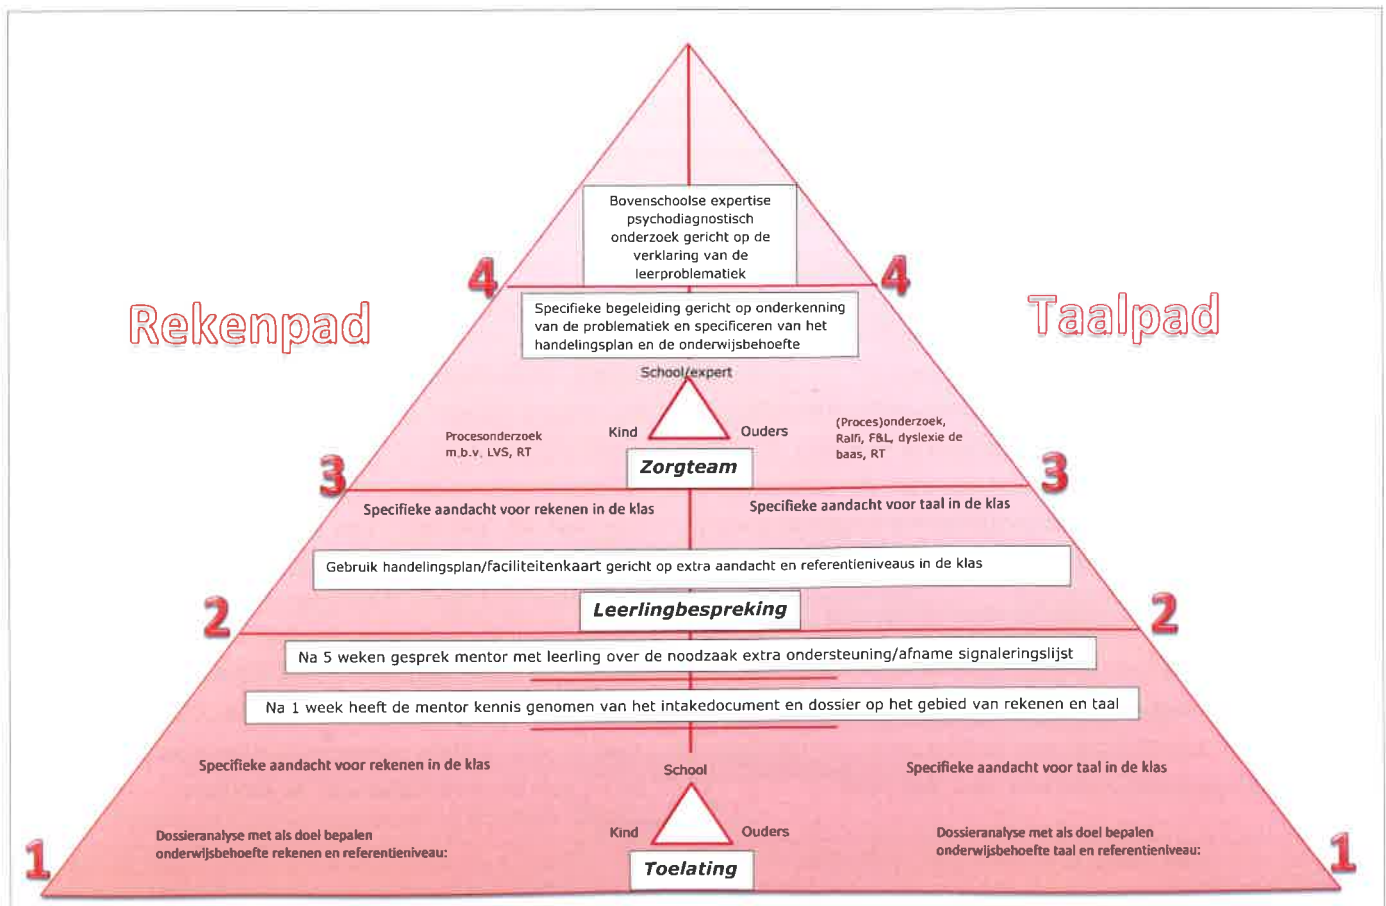 Bovenschoolse expertise
psychodiagnostisch
onderzoek gericht op de
verklaring van de
leerproblematiek
4
4
Rekenpad
Taalpad
Specifieke begeleiding gericht op onderkenning
van de problematiek en specificeren van het
handelingsplan en de onderwijsbehoefte
School/expert
Kind
Ouders
Procesonderzoek
m.b.v. LVS, RT
(Proces)onderzoek,
Ralfi, F&L, dyslexie de
baas, RT
Zorgteam
3
3
Specifieke aandacht voor rekenen in de klas
Specifieke aandacht voor taal in de klas
Gebruik handelingsplan/faciliteitenkaart gericht op extra aandacht en referentieniveaus in de klas
Leerlingbespreking
2
2
Na 5 weken gesprek mentor met leerling over de noodzaak extra ondersteuning/afname signaleringslijst
Na 1 week heeft de mentor kennis genomen van het intakedocument en dossier op het gebied van rekenen en taal
Specifieke aandacht voor rekenen in de klas
School
Specifieke aandacht voor taal in de klas
Kind
Ouders
Dossieranalyse met als doel bepalen
onderwijsbehoefte rekenen en referentieniveau:
Dossieranalyse met als doel bepalen
onderwijsbehoefte taal en referentieniveau:
Toelating
1
1